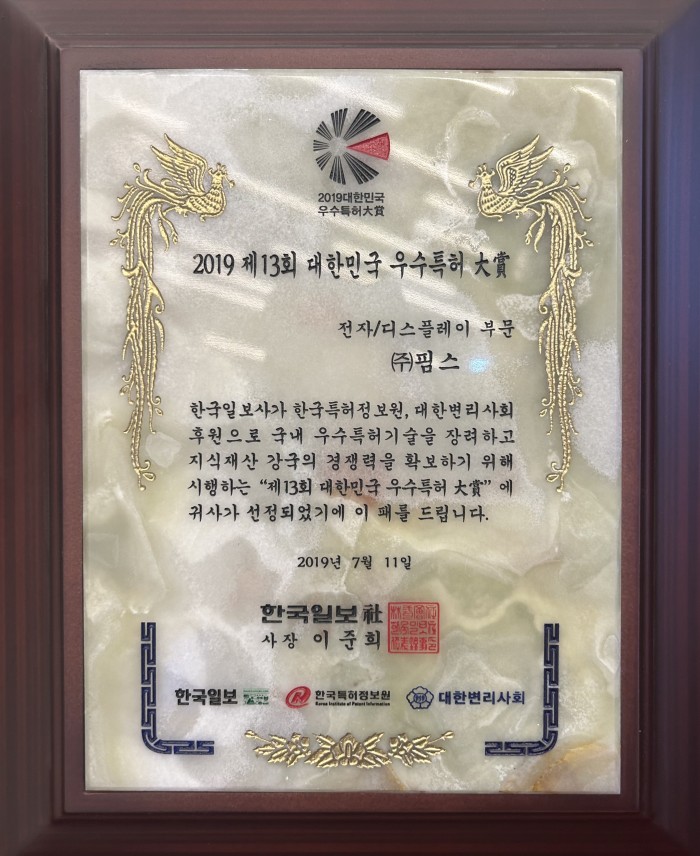 2019대한민국
우수특허大賞
2019 제13회 대한민국 우수특허 大賞
전자/디스플레이 부문
㈜핌스
한국일보사가 한국특허정보원, 대한변리사회
후원으로 국내 우수특허기술을 장려하고
지식재산 강국의 경쟁력을 확보하기 위해
시행하는 “제13회 대한민국 우수특허 大賞” 에
귀사가 선정되었기에 이 패를 드립니다.
2019년 7월 11일
한국일보社
사장 이준희
한국일보
한국특허정보원
Korea Institute of Patent Information
대한변리사회